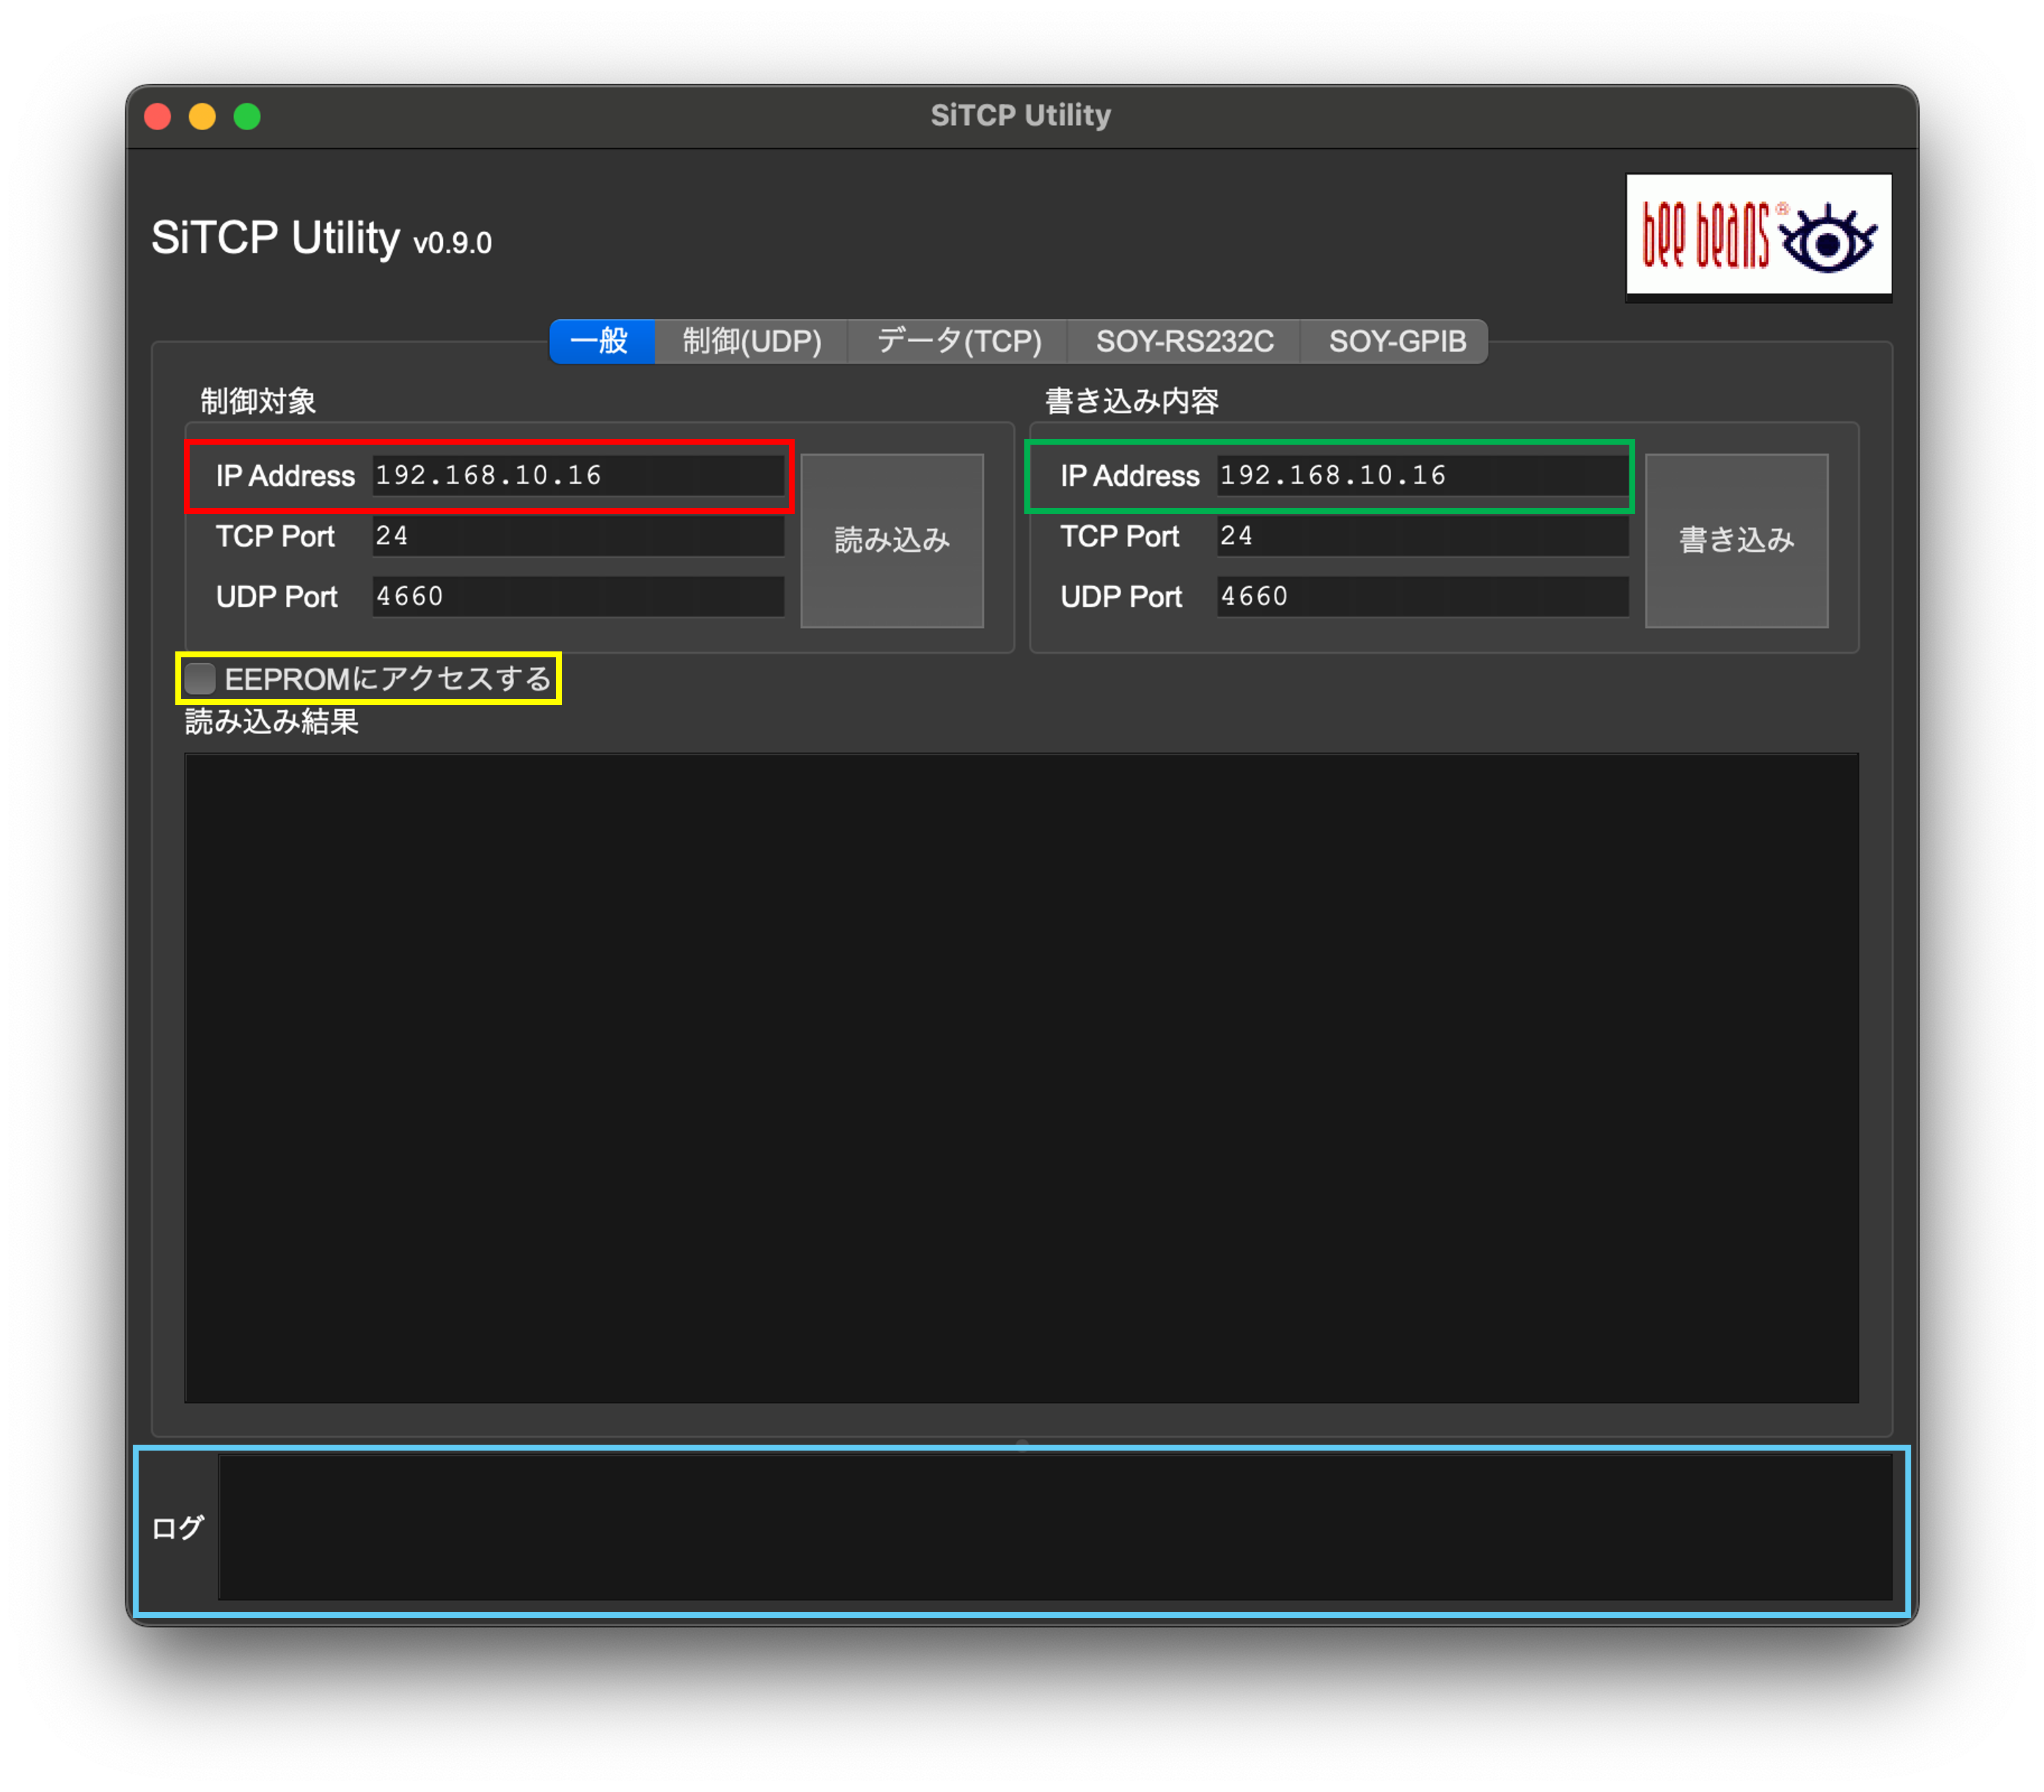 SiTCP Utility
SiTCP Utility v0.9.0
bee beans®
一般 制御(UDP) データ(TCP) SOY-RS232C SOY-GPIB
制御対象
IP Address 192.168.10.16
TCP Port 24
UDP Port 4660
読み込み
書き込み内容
IP Address 192.168.10.16
TCP Port 24
UDP Port 4660
書き込み
EEPROMにアクセスする
読み込み結果
ログ